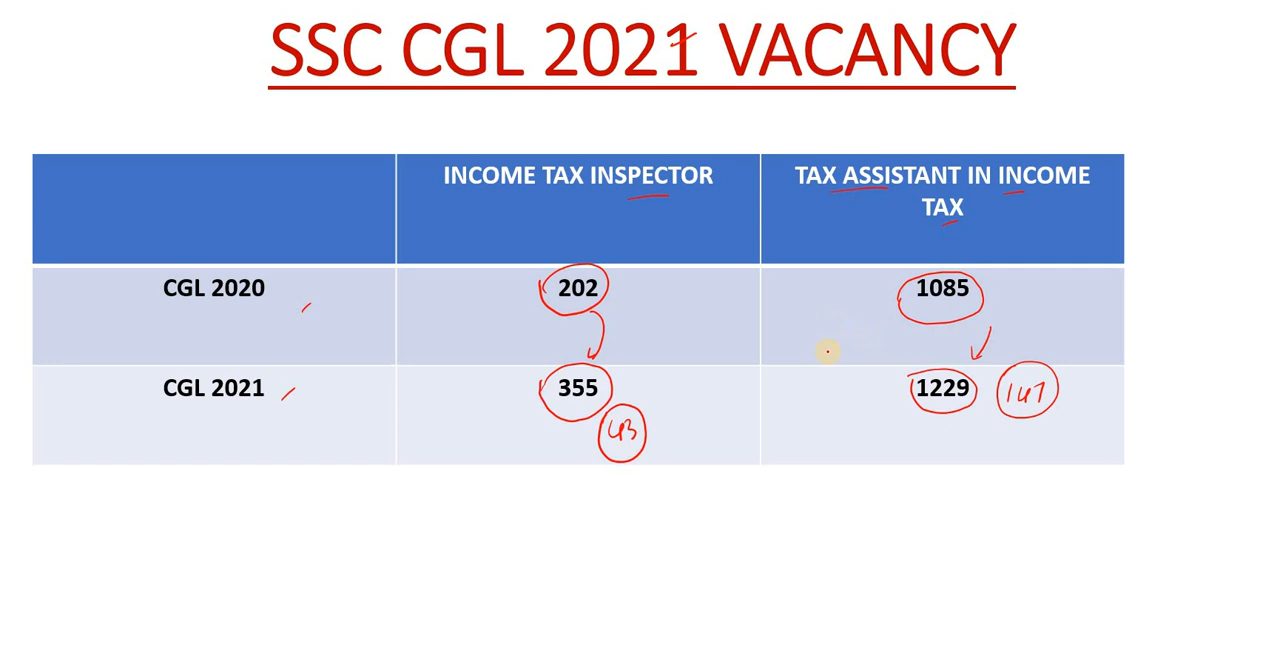 SSC CGL 2021 VACANCY
INCOME TAX INSPECTOR
TAX ASSISTANT IN INCOME
TAX
CGL 2020
202
1085
CGL 2021
355
1229
147
43